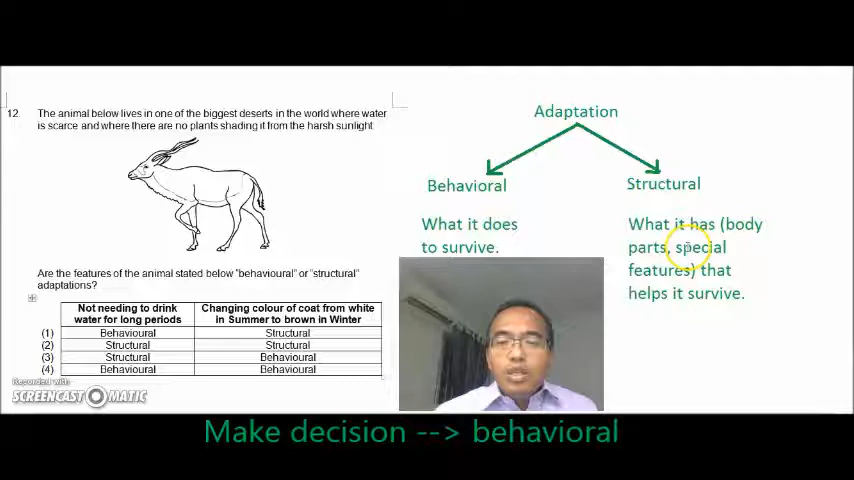 12. The animal below lives in one of the biggest deserts in the world where water
is scarce and where there are no plants shading it from the harsh sunlight
Are the features of the animal stated below "behavioural" or "structural"
adaptations?
Not needing to drink water for long periods | Changing colour of coat from white in Summer to brown in Winter
(1) Behavioural Structural
(2) Structural Structural
(3) Structural Behavioural
(4) Behavioural Behavioural
Recorded with
SCREENCAST MATIC
Adaptation
Behavioral
What it does
to survive.
Structural
What it has (body
parts, special
features) that
helps it survive.
Make decision --> behavioral